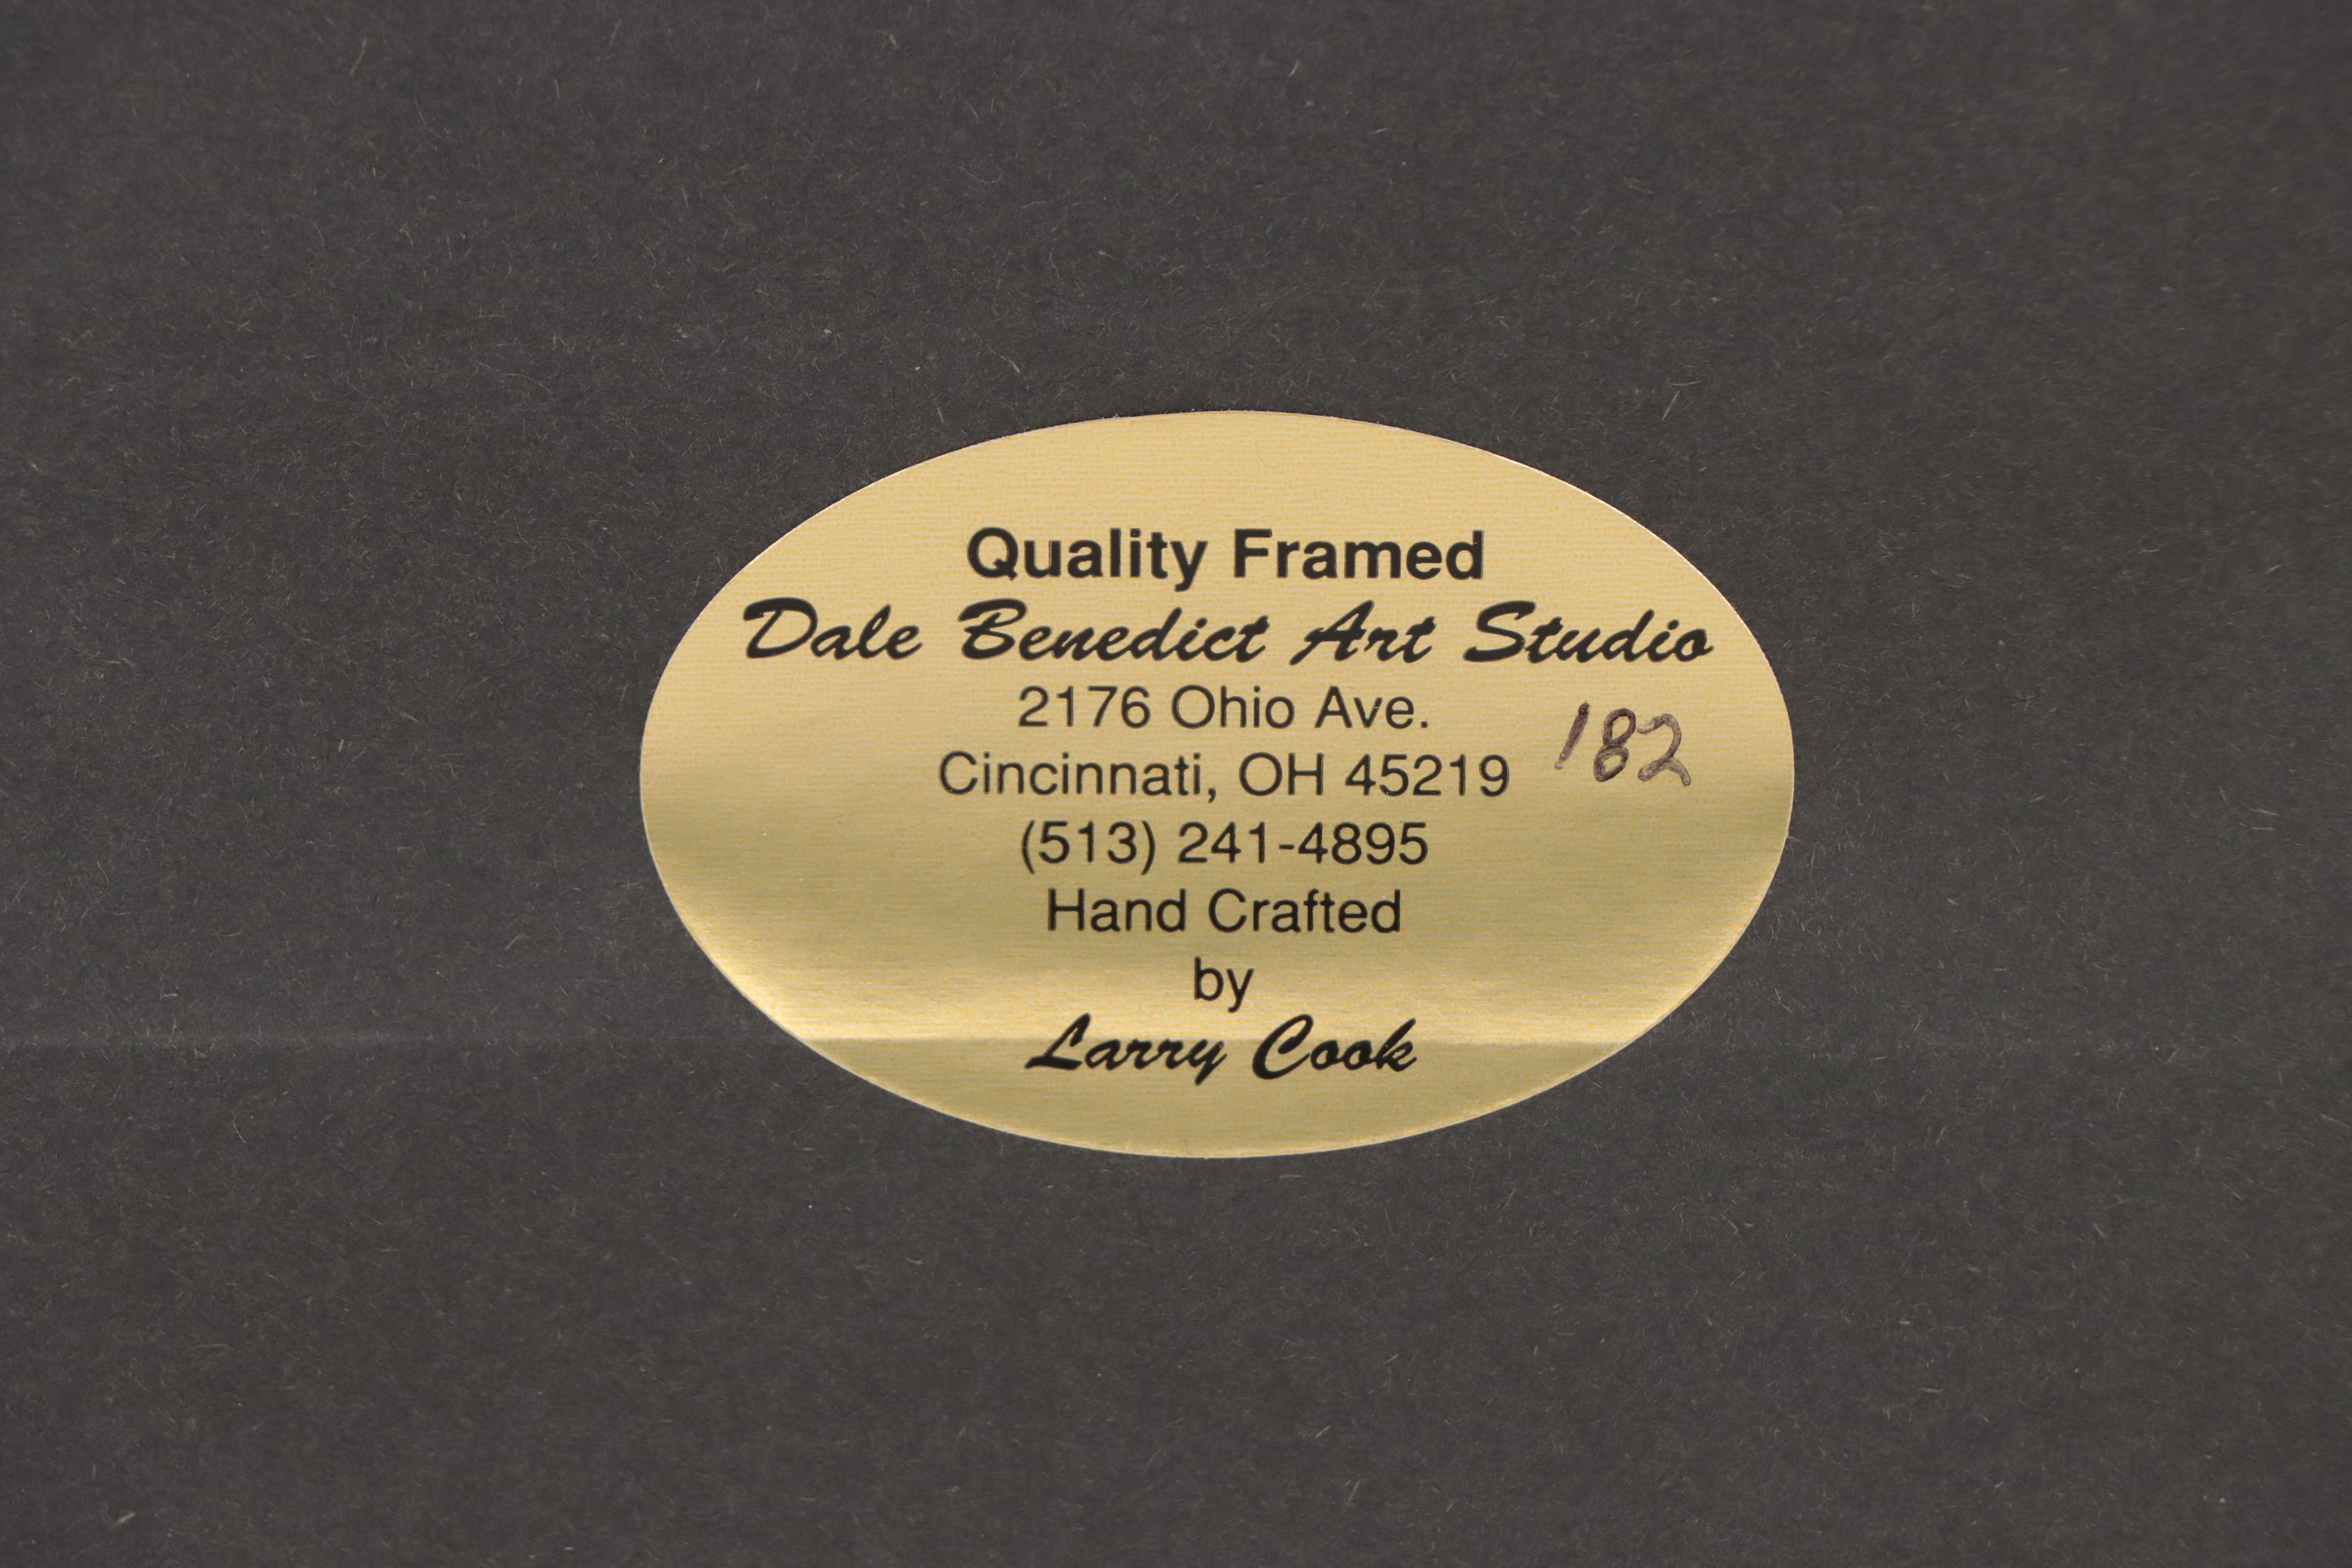 Quality Framed
Dale Benedict Art Studio
2176 Ohio Ave.
182
Cincinnati, OH 45219
(513) 241-4895
Hand Crafted
by
Larry Cook